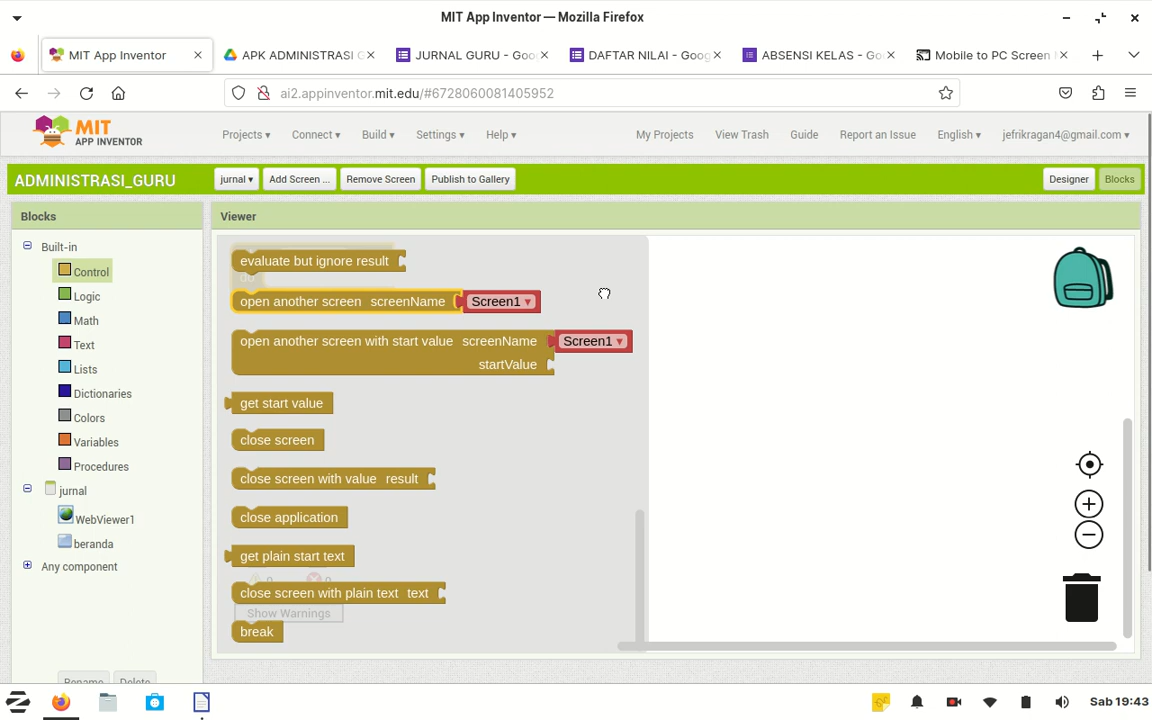 MIT App Inventor — Mozilla Firefox
MIT App Inventor
APK ADMINISTRASI G
JURNAL GURU - Goo
DAFTAR NILAI - Goog
ABSENSI KELAS - Go
Mobile to PC Screen
ai2.appinventor.mit.edu/#6728060081405952
MIT
APP INVENTOR
Projects ▾
Connect ▾
Build ▾
Settings ▾
Help ▾
My Projects
View Trash
Guide
Report an Issue
English ▾
jefrikragan4@gmail.com ▾
ADMINISTRASI_GURU
jurnal ▾
Add Screen ...
Remove Screen
Publish to Gallery
Designer
Blocks
Blocks
Viewer
Built-in
Control
Logic
Math
Text
Lists
Dictionaries
Colors
Variables
Procedures
jurnal
WebViewer1
beranda
Any component
Rename
Delete
evaluate but ignore result
do
open another screen screenName Screen1 ▾
open another screen with start value screenName Screen1 ▾
startValue
get start value
close screen
close screen with value result
close application
get plain start text
0 0
close screen with plain text text
Show Warnings
break
Sab 19:43